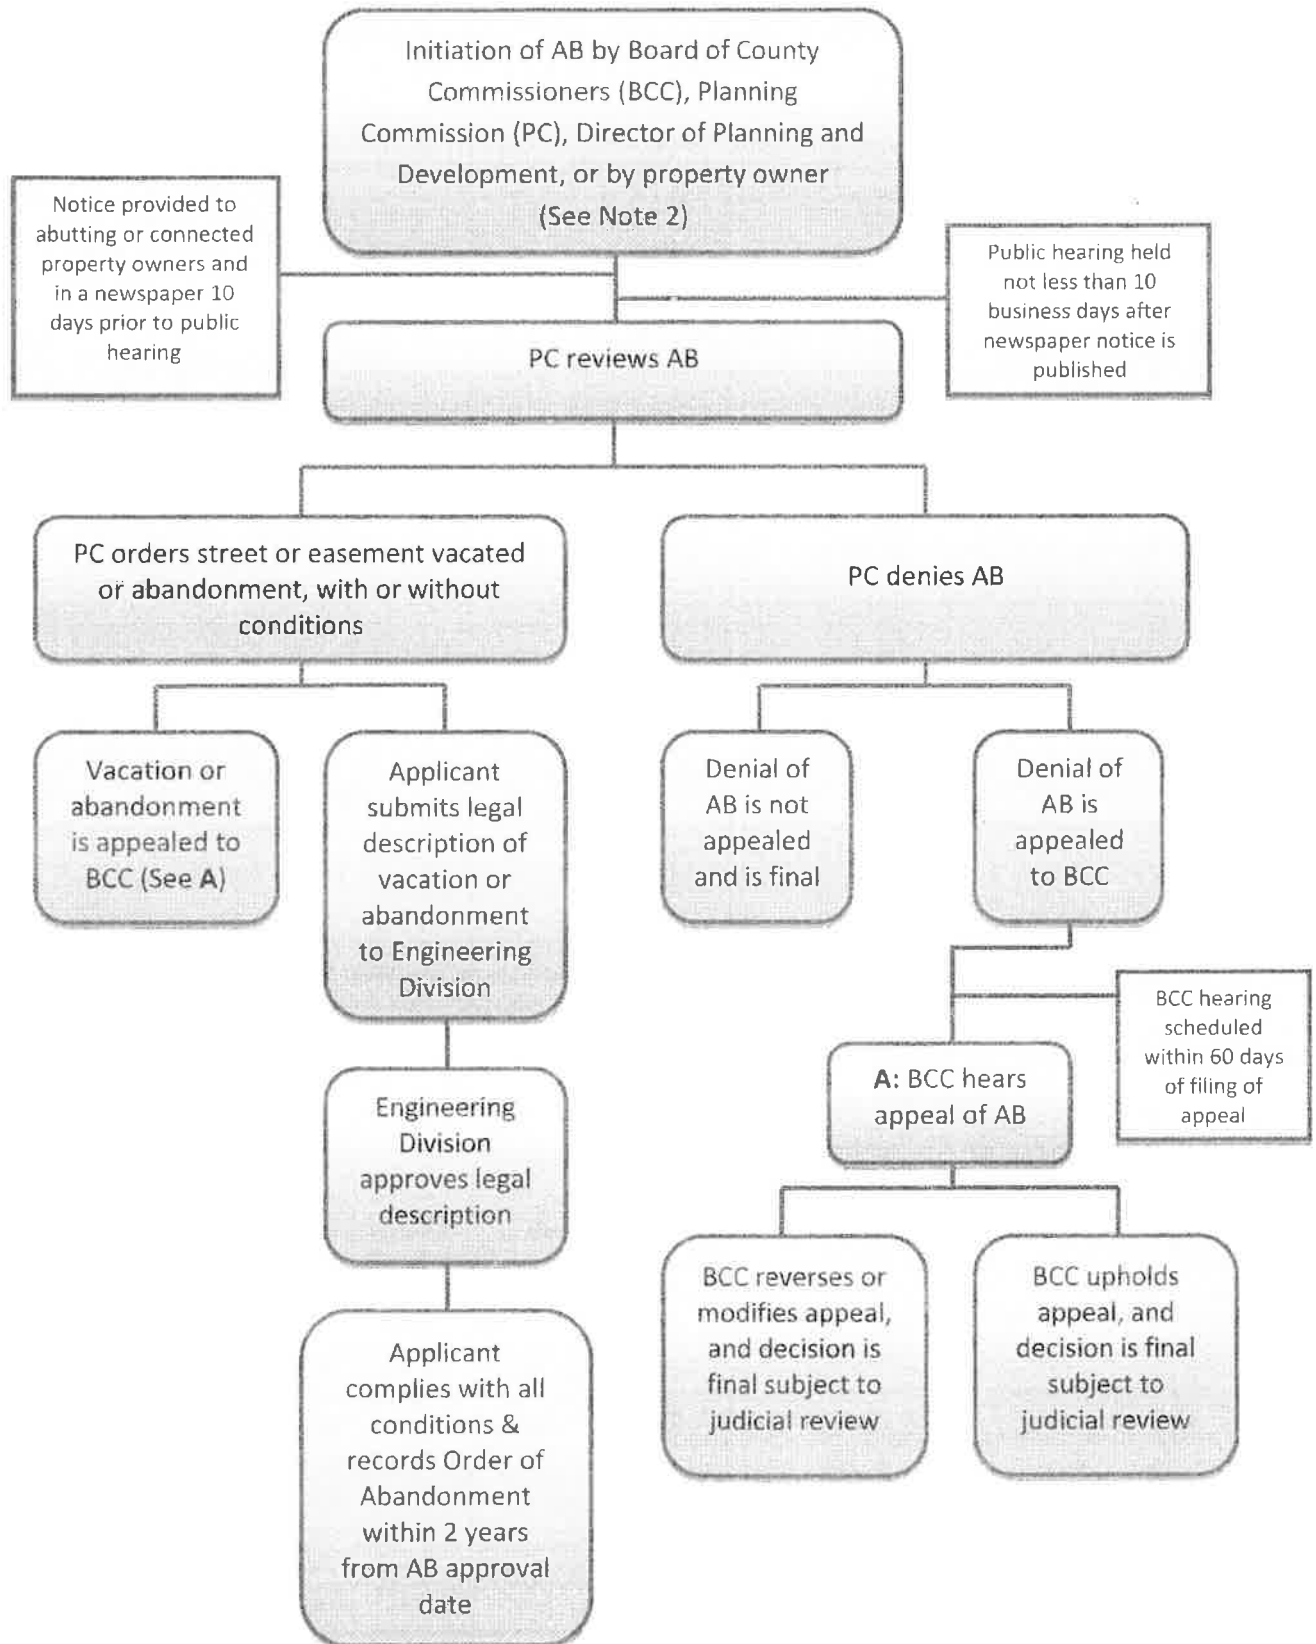 Initiation of AB by Board of County
Commissioners (BCC), Planning
Commission (PC), Director of Planning and
Development, or by property owner
(See Note 2)
Notice provided to
abutting or connected
property owners and
in a newspaper 10
days prior to public
hearing
Public hearing held
not less than 10
business days after
newspaper notice is
published
PC reviews AB
PC orders street or easement vacated
or abandonment, with or without
conditions
PC denies AB
Vacation or
abandonment
is appealed to
BCC (See A)
Applicant
submits legal
description of
vacation or
abandonment
to Engineering
Division
Denial of
AB is not
appealed
and is final
Denial of
AB is
appealed
to BCC
BCC hearing
scheduled
within 60 days
of filing of
appeal
A: BCC hears
appeal of AB
Engineering
Division
approves legal
description
BCC reverses or
modifies appeal,
and decision is
final subject to
judicial review
BCC upholds
appeal, and
decision is final
subject to
judicial review
Applicant
complies with all
conditions &
records Order of
Abandonment
within 2 years
from AB approval
date